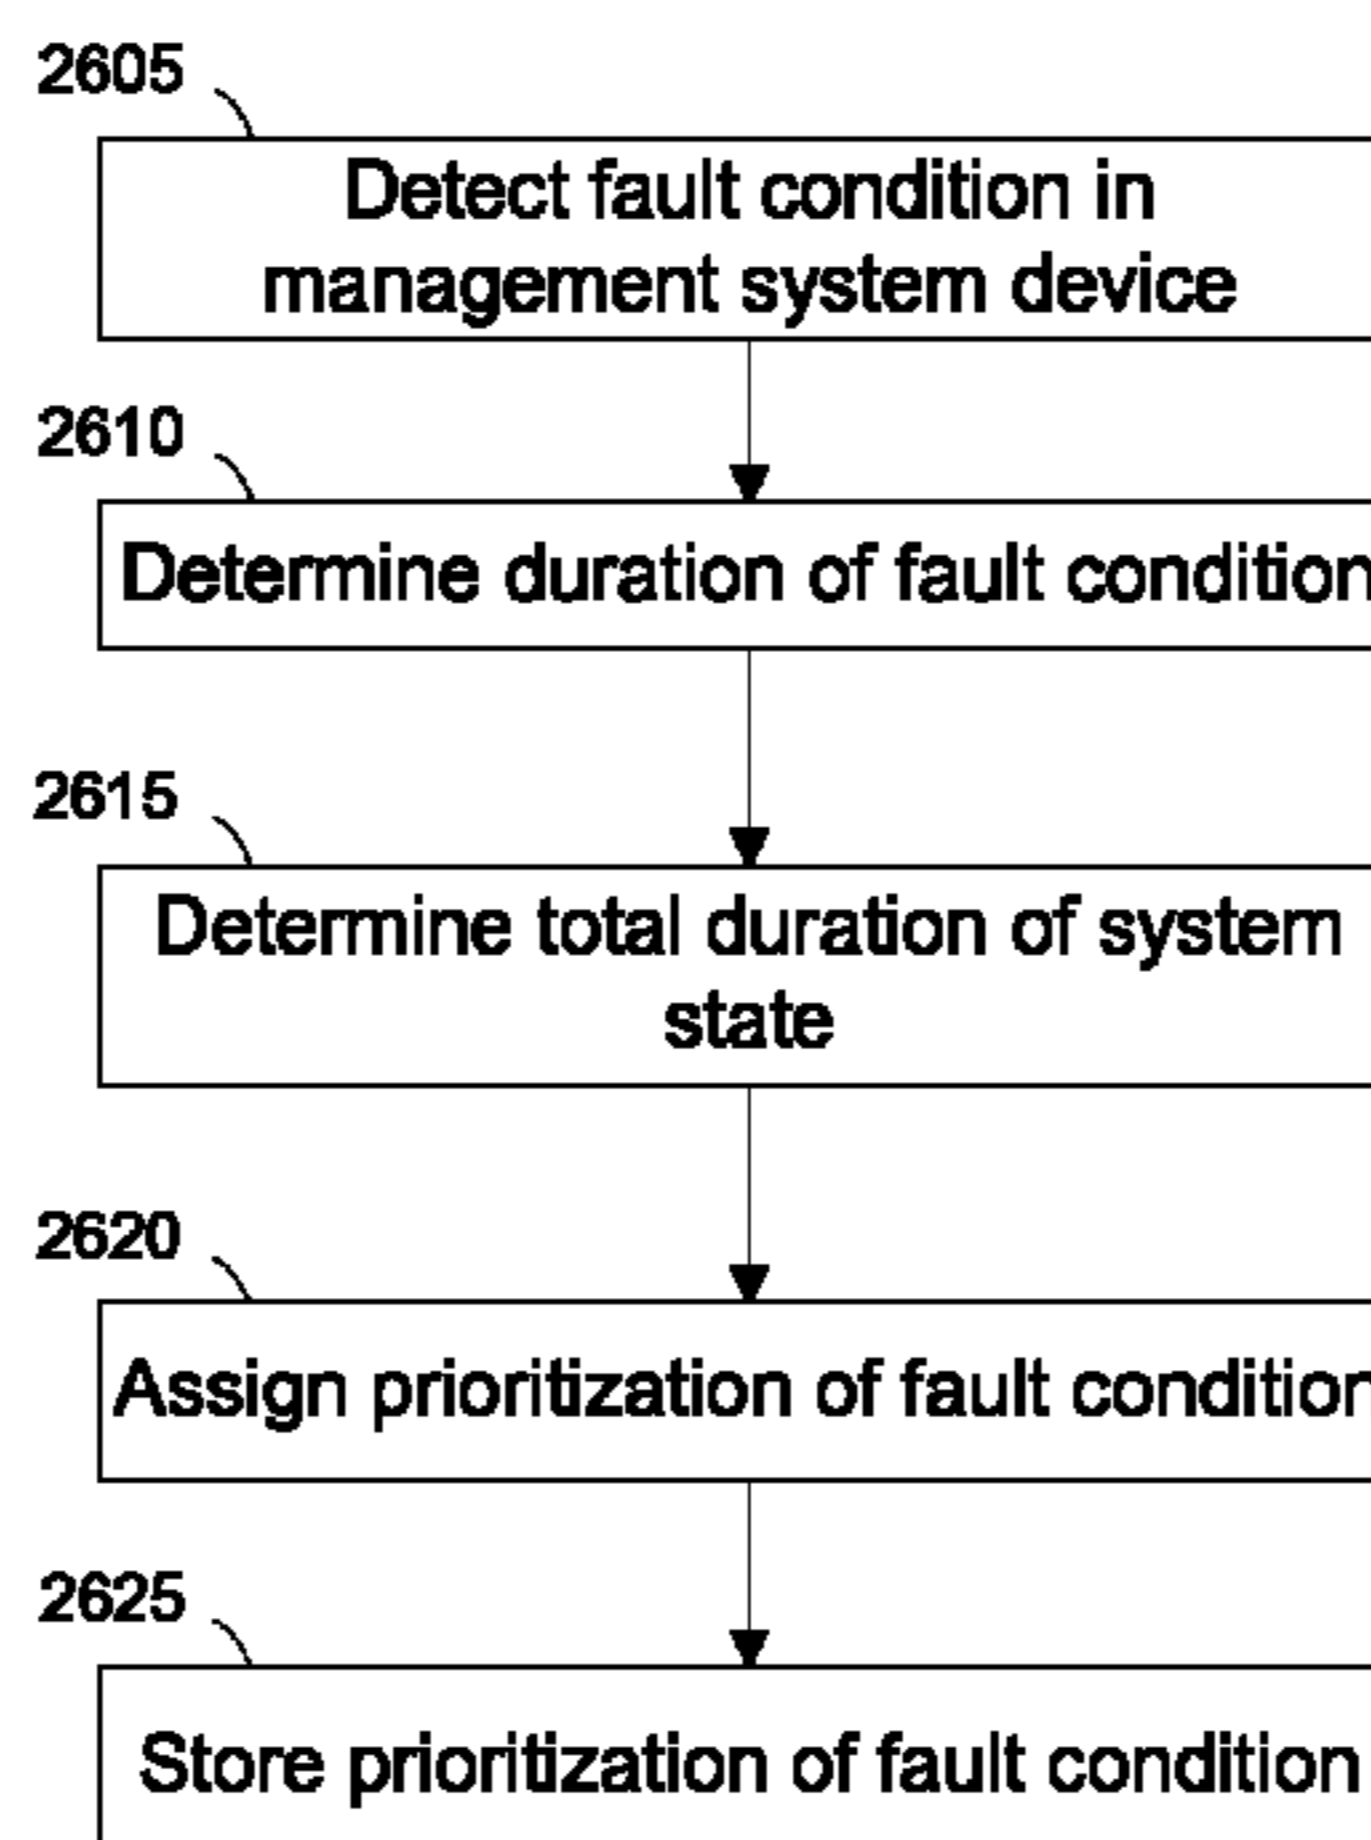 2605
Detect fault condition in
management system device
2610
Determine duration of fault condition
2615
Determine total duration of system
state
2620
Assign prioritization of fault condition
2625
Store prioritization of fault condition